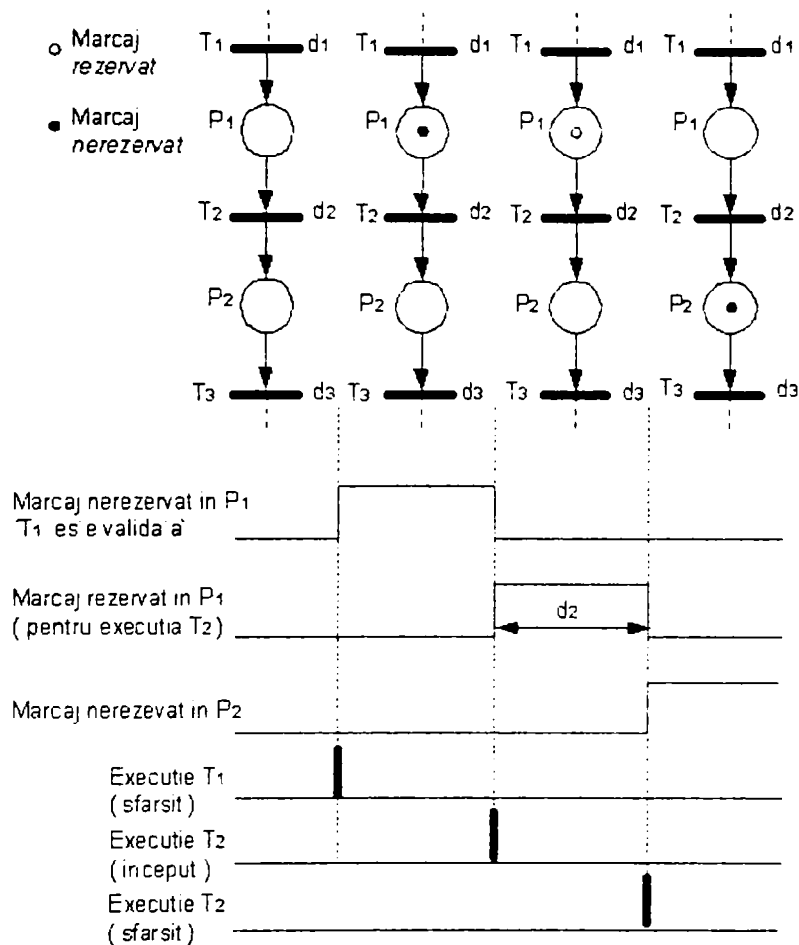 Marcaj
rezervat
Marcaj
nerezervat
T1 d1 T1 d1 T1 d1 T1 d1
P1 P1 P1 P1
T2 d2 T2 d2 T2 d2 T2 d2
P2 P2 P2 P2
T3 d3 T3 d3 T3 d3 T3 d3
Marcaj nerezervat in P1
T1
Marcaj rezervat in P1
( pentru executia T2 )
d2
Marcaj nerezevat in P2
Executie T1
( sfarsit )
Executie T2
( inceput )
Executie T2
( sfarsit )